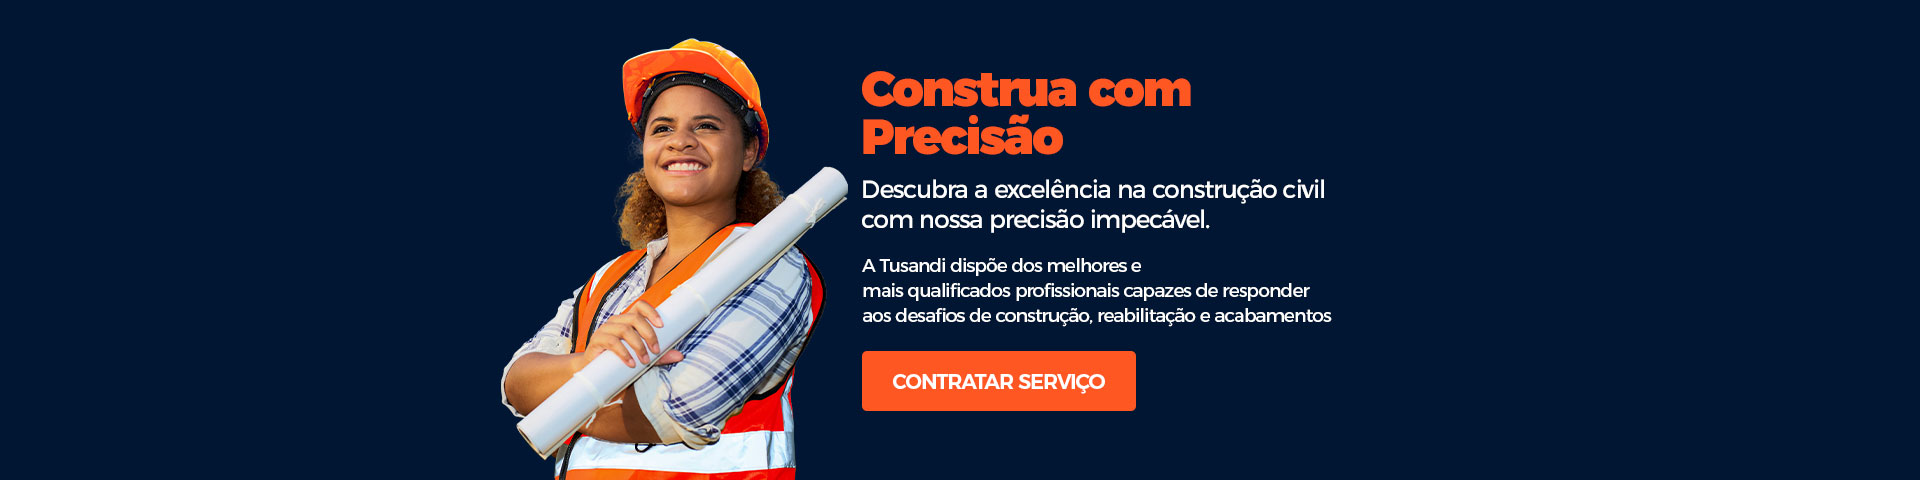 Construa com
Precisão
Descubra a excelência na construção civil
com nossa precisão impecável.
A Tusandi dispõe dos melhores e
mais qualificados profissionais capazes de responder
aos desafios de construção, reabilitação e acabamentos
CONTRATAR SERVIÇO